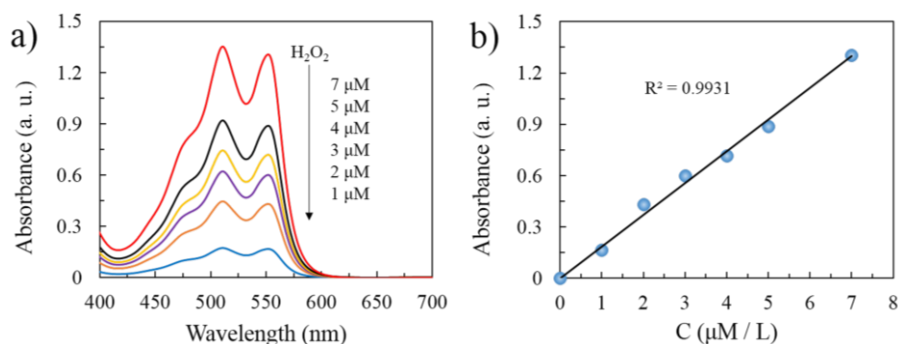 a)
Absorbance (a. u.)
1.5
1.2
0.9
0.6
0.3
0
400
450
500
550
600
650
700
Wavelength (nm)
H₂O₂
7 μM
5 μM
4 μM
3 μM
2 μM
1 μM
b)
Absorbance (a. u.)
1.5
1.2
0.9
0.6
0.3
0
0
1
2
3
4
5
6
7
8
C (μM / L)
R² = 0.9931